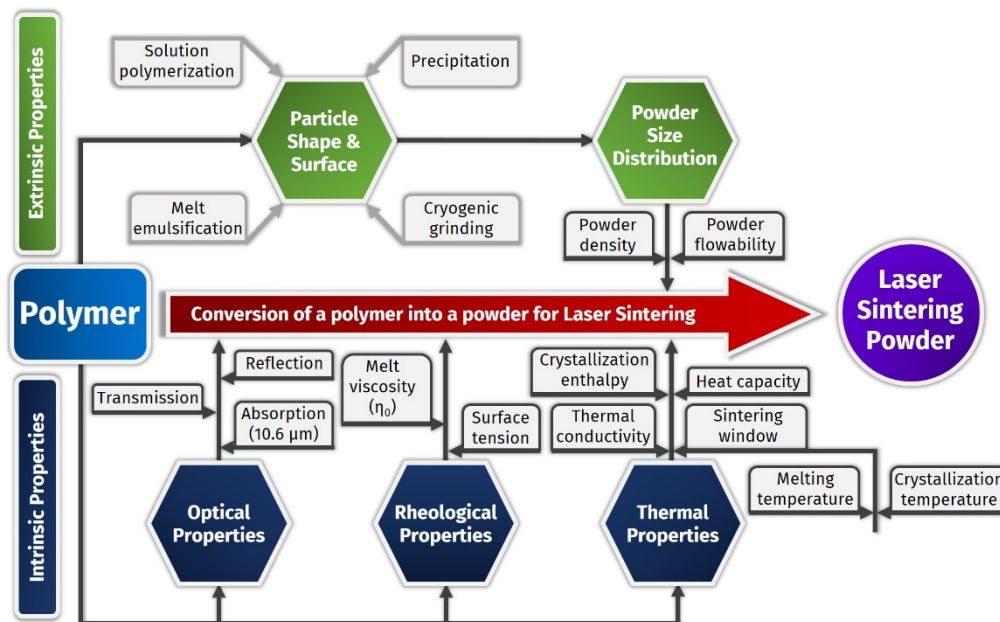 Extrinsic Properties
Solution
polymerization
Precipitation
Particle
Shape &
Surface
Powder
Size
Distribution
Melt
emulsification
Cryogenic
grinding
Powder
density
Powder
flowability
Polymer
Conversion of a polymer into a powder for Laser Sintering
Laser
Sintering
Powder
Intrinsic Properties
Reflection
Transmission
Absorption
(10.6 µm)
Melt
viscosity
(η₀)
Surface
tension
Crystallization
enthalpy
Heat capacity
Thermal
conductivity
Sintering
window
Melting
temperature
Crystallization
temperature
Optical
Properties
Rheological
Properties
Thermal
Properties